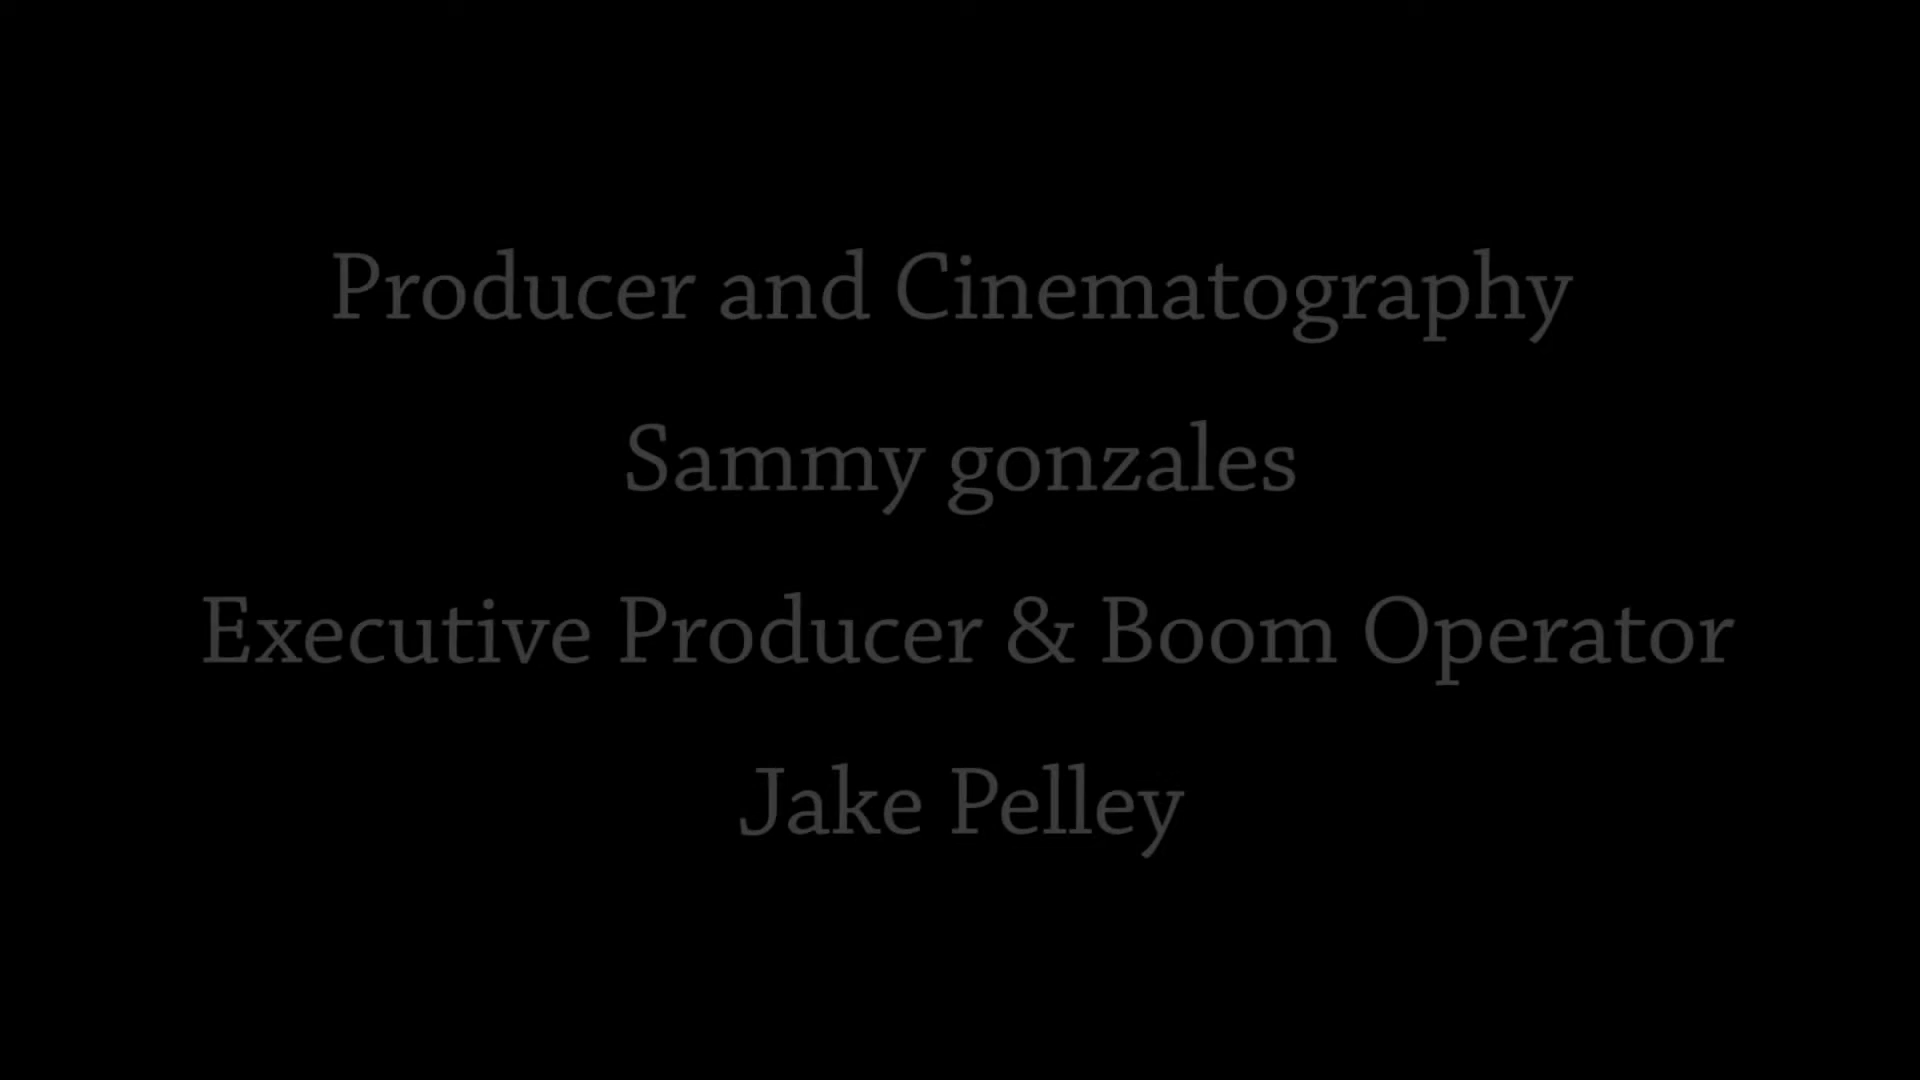 Producer and Cinematography
Sammy gonzales
Executive Producer & Boom Operator
Jake Pelley